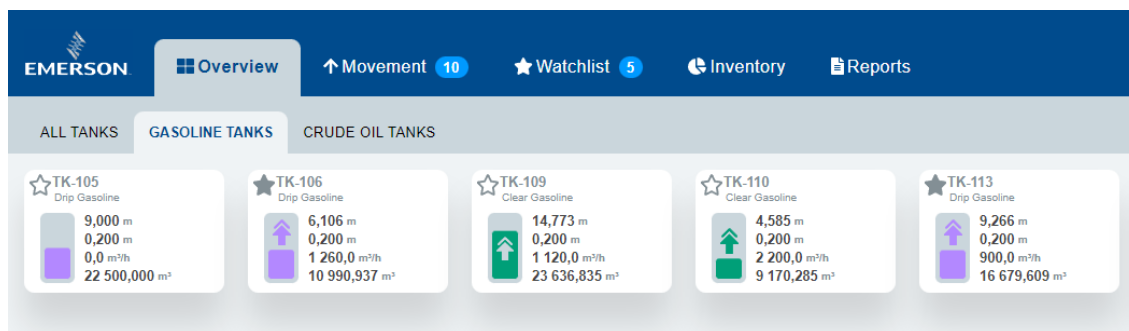 EMERSON
Overview
Movement 10
Watchlist 5
Inventory
Reports
ALL TANKS
GASOLINE TANKS
CRUDE OIL TANKS
TK-105
Drip Gasoline
9,000 m
0,200 m
0,0 m³/h
22 500,000 m³
TK-106
Drip Gasoline
6,106 m
0,200 m
1 260,0 m³/h
10 990,937 m³
TK-109
Clear Gasoline
14,773 m
0,200 m
1 120,0 m³/h
23 636,835 m³
TK-110
Clear Gasoline
4,585 m
0,200 m
2 200,0 m³/h
9 170,285 m³
TK-113
Drip Gasoline
9,266 m
0,200 m
900,0 m³/h
16 679,609 m³